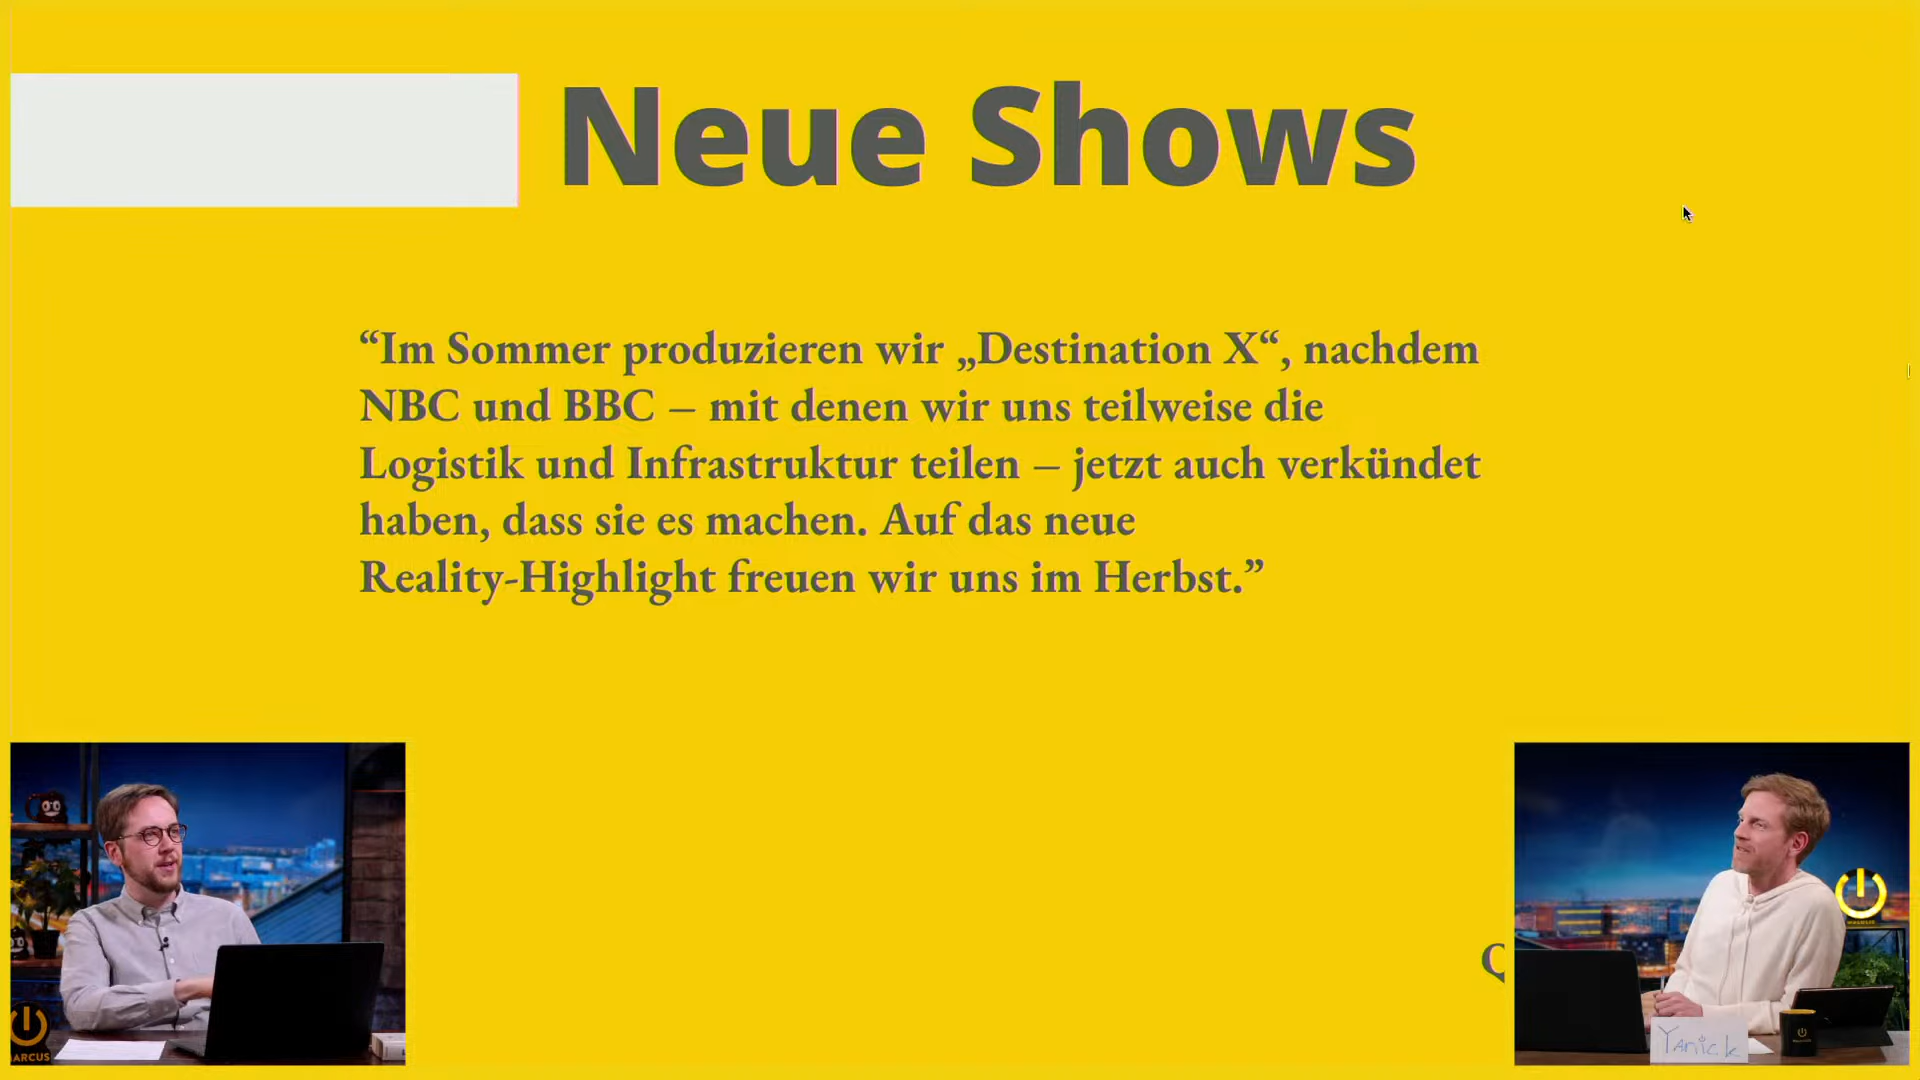 Neue Shows
“Im Sommer produzieren wir „Destination X“, nachdem
NBC und BBC – mit denen wir uns teilweise die
Logistik und Infrastruktur teilen – jetzt auch verkündet
haben, dass sie es machen. Auf das neue
Reality-Highlight freuen wir uns im Herbst.”
Q
ARCUS
Yanick